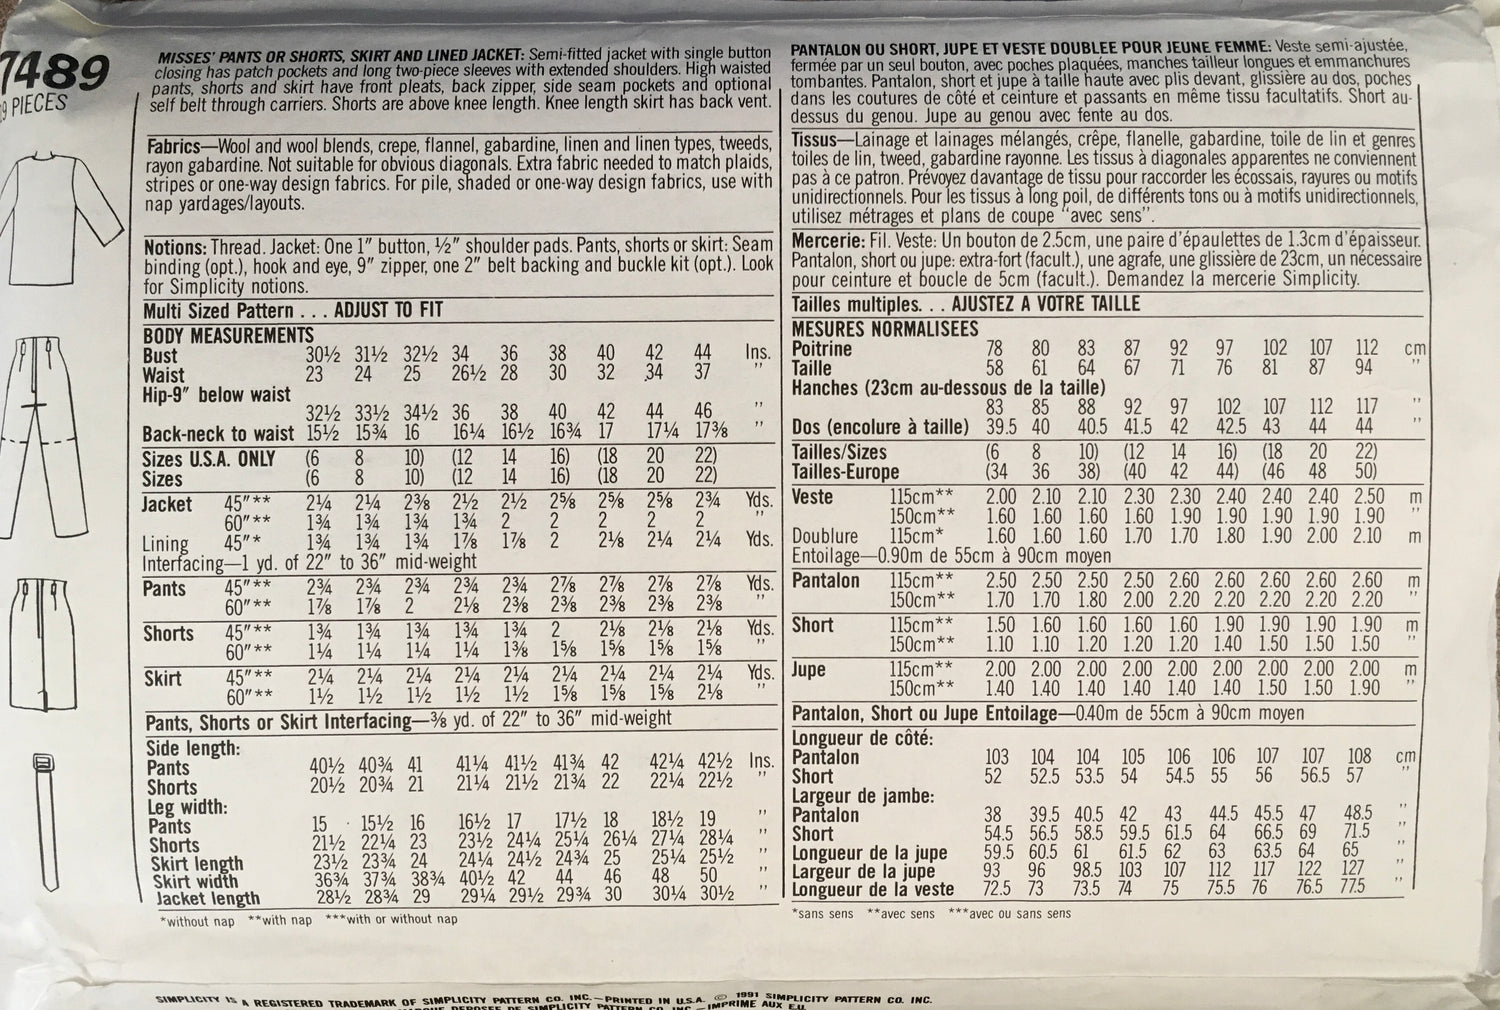 7489
9 PIECES
MISSES' PANTS OR SHORTS, SKIRT AND LINED JACKET: Semi-fitted jacket with single button
closing has patch pockets and long two-piece sleeves with extended shoulders. High waisted
pants, shorts and skirt have front pleats, back zipper, side seam pockets and optional
self belt through carriers. Shorts are above knee length. Knee length skirt has back vent.
Fabrics—Wool and wool blends, crepe, flannel, gabardine, linen and linen types, tweeds,
rayon gabardine. Not suitable for obvious diagonals. Extra fabric needed to match plaids,
stripes or one-way design fabrics. For pile, shaded or one-way design fabrics, use with
nap yardages/layouts.
Notions: Thread. Jacket: One 1" button, ½" shoulder pads. Pants, shorts or skirt: Seam
binding (opt.), hook and eye, 9" zipper, one 2" belt backing and buckle kit (opt.). Look
for Simplicity notions.
Multi Sized Pattern . . . ADJUST TO FIT
BODY MEASUREMENTS
Bust 30½ 31½ 32½ 34 36 38 40 42 44 Ins.
Waist 23 24 25 26½ 28 30 32 34 37 "
Hip-9" below waist
32½ 33½ 34½ 36 38 40 42 44 46 "
Back-neck to waist 15½ 15¾ 16 16¼ 16½ 16¾ 17 17¼ 17⅜ "
Sizes U.S.A. ONLY (6 8 10) (12 14 16) (18 20 22)
Sizes (6 8 10) (12 14 16) (18 20 22)
Jacket 45"** 2¼ 2¼ 2⅜ 2½ 2½ 2⅝ 2⅝ 2⅝ 2¾ Yds.
60"** 1¾ 1¾ 1¾ 1¾ 2 2 2 2 2 "
Lining 45"* 1¾ 1¾ 1¾ 1⅞ 1⅞ 2 2⅛ 2¼ 2¼ Yds.
Interfacing—1 yd. of 22" to 36" mid-weight
Pants 45"** 2¾ 2¾ 2¾ 2¾ 2¾ 2⅞ 2⅞ 2⅞ 2⅞ Yds.
60"** 1⅞ 1⅞ 2 2⅛ 2⅜ 2⅜ 2⅜ 2⅜ 2⅜ "
Shorts 45"** 1¾ 1¾ 1¾ 1¾ 1¾ 2 2⅛ 2⅛ 2⅛ Yds.
60"** 1¼ 1¼ 1¼ 1¼ 1⅜ 1⅝ 1⅝ 1⅝ 1⅝ "
Skirt 45"** 2¼ 2¼ 2¼ 2¼ 2¼ 2¼ 2¼ 2¼ 2¼ Yds.
60"** 1½ 1½ 1½ 1½ 1½ 1⅝ 1⅝ 1⅝ 2⅛ "
Pants, Shorts or Skirt Interfacing—⅜ yd. of 22" to 36" mid-weight
Side length:
Pants 40½ 40¾ 41 41¼ 41½ 41¾ 42 42¼ 42½ Ins.
Shorts 20½ 20¾ 21 21¼ 21½ 21¾ 22 22¼ 22½ "
Leg width:
Pants 15 15½ 16 16½ 17 17½ 18 18½ 19 "
Shorts 21½ 22¼ 23 23½ 24¼ 25¼ 26¼ 27¼ 28¼ "
Skirt length 23½ 23¾ 24 24¼ 24½ 24¾ 25 25¼ 25½ "
Skirt width 36¾ 37¾ 38¾ 40½ 42 44 46 48 50 "
Jacket length 28½ 28¾ 29 29¼ 29½ 29¾ 30 30¼ 30½ "
*without nap **with nap ***with or without nap
PANTALON OU SHORT, JUPE ET VESTE DOUBLEE POUR JEUNE FEMME: Veste semi-ajustée,
fermée par un seul bouton, avec poches plaquées, manches tailleur longues et emmanchures
tombantes. Pantalon, short et jupe à taille haute avec plis devant, glissière au dos, poches
dans les coutures de côté et ceinture et passants en même tissu facultatifs. Short au-
dessus du genou. Jupe au genou avec fente au dos.
Tissus—Lainage et lainages mélangés, crêpe, flanelle, gabardine, toile de lin et genres
toiles de lin, tweed, gabardine rayonne. Les tissus à diagonales apparentes ne conviennent
pas à ce patron. Prévoyez davantage de tissu pour raccorder les écossais, rayures ou motifs
unidirectionnels. Pour les tissus à long poil, de différents tons ou à motifs unidirectionnels,
utilisez métrages et plans de coupe "avec sens".
Mercerie: Fil. Veste: Un bouton de 2.5cm, une paire d'épaulettes de 1.3cm d'épaisseur.
Pantalon, short ou jupe: extra-fort (facult.), une agrafe, une glissière de 23cm, un nécessaire
pour ceinture et boucle de 5cm (facult.). Demandez la mercerie Simplicity.
Tailles multiples. . . AJUSTEZ A VOTRE TAILLE
MESURES NORMALISEES
Poitrine 78 80 83 87 92 97 102 107 112 cm
Taille 58 61 64 67 71 76 81 87 94 "
Hanches (23cm au-dessous de la taille)
83 85 88 92 97 102 107 112 117 "
Dos (encolure à taille) 39.5 40 40.5 41.5 42 42.5 43 44 44 "
Tailles/Sizes (6 8 10) (12 14 16) (18 20 22)
Tailles-Europe (34 36 38) (40 42 44) (46 48 50)
Veste 115cm** 2.00 2.10 2.10 2.30 2.30 2.40 2.40 2.40 2.50 m
150cm** 1.60 1.60 1.60 1.60 1.90 1.90 1.90 1.90 1.90 "
Doublure 115cm* 1.60 1.60 1.60 1.70 1.70 1.80 1.90 2.00 2.10 m
Entoilage—0.90m de 55cm à 90cm moyen
Pantalon 115cm** 2.50 2.50 2.50 2.50 2.60 2.60 2.60 2.60 2.60 m
150cm** 1.70 1.70 1.80 2.00 2.20 2.20 2.20 2.20 2.20 "
Short 115cm** 1.50 1.60 1.60 1.60 1.60 1.90 1.90 1.90 1.90 m
150cm** 1.10 1.10 1.20 1.20 1.20 1.40 1.50 1.50 1.50 "
Jupe 115cm** 2.00 2.00 2.00 2.00 2.00 2.00 2.00 2.00 2.00 m
150cm** 1.40 1.40 1.40 1.40 1.40 1.40 1.50 1.50 1.90 "
Pantalon, Short ou Jupe Entoilage—0.40m de 55cm à 90cm moyen
Longueur de côté:
Pantalon 103 104 104 105 106 106 107 107 108 cm
Short 52 52.5 53.5 54 54.5 55 56 56.5 57 "
Largeur de jambe:
Pantalon 38 39.5 40.5 42 43 44.5 45.5 47 48.5 "
Short 54.5 56.5 58.5 59.5 61.5 64 66.5 69 71.5 "
Longueur de la jupe 59.5 60.5 61 61.5 62 63 63.5 64 65 "
Largeur de la jupe 93 96 98.5 103 107 112 117 122 127 "
Longueur de la veste 72.5 73 73.5 74 75 75.5 76 76.5 77.5 "
*sans sens **avec sens ***avec ou sans sens
SIMPLICITY IS A REGISTERED TRADEMARK OF SIMPLICITY PATTERN CO. INC.—PRINTED IN U.S.A. © 1991 SIMPLICITY PATTERN CO. INC.
DEPOSEE DE SIMPLICITY PATTERN CO. INC.—IMPRIME AUX E.U.